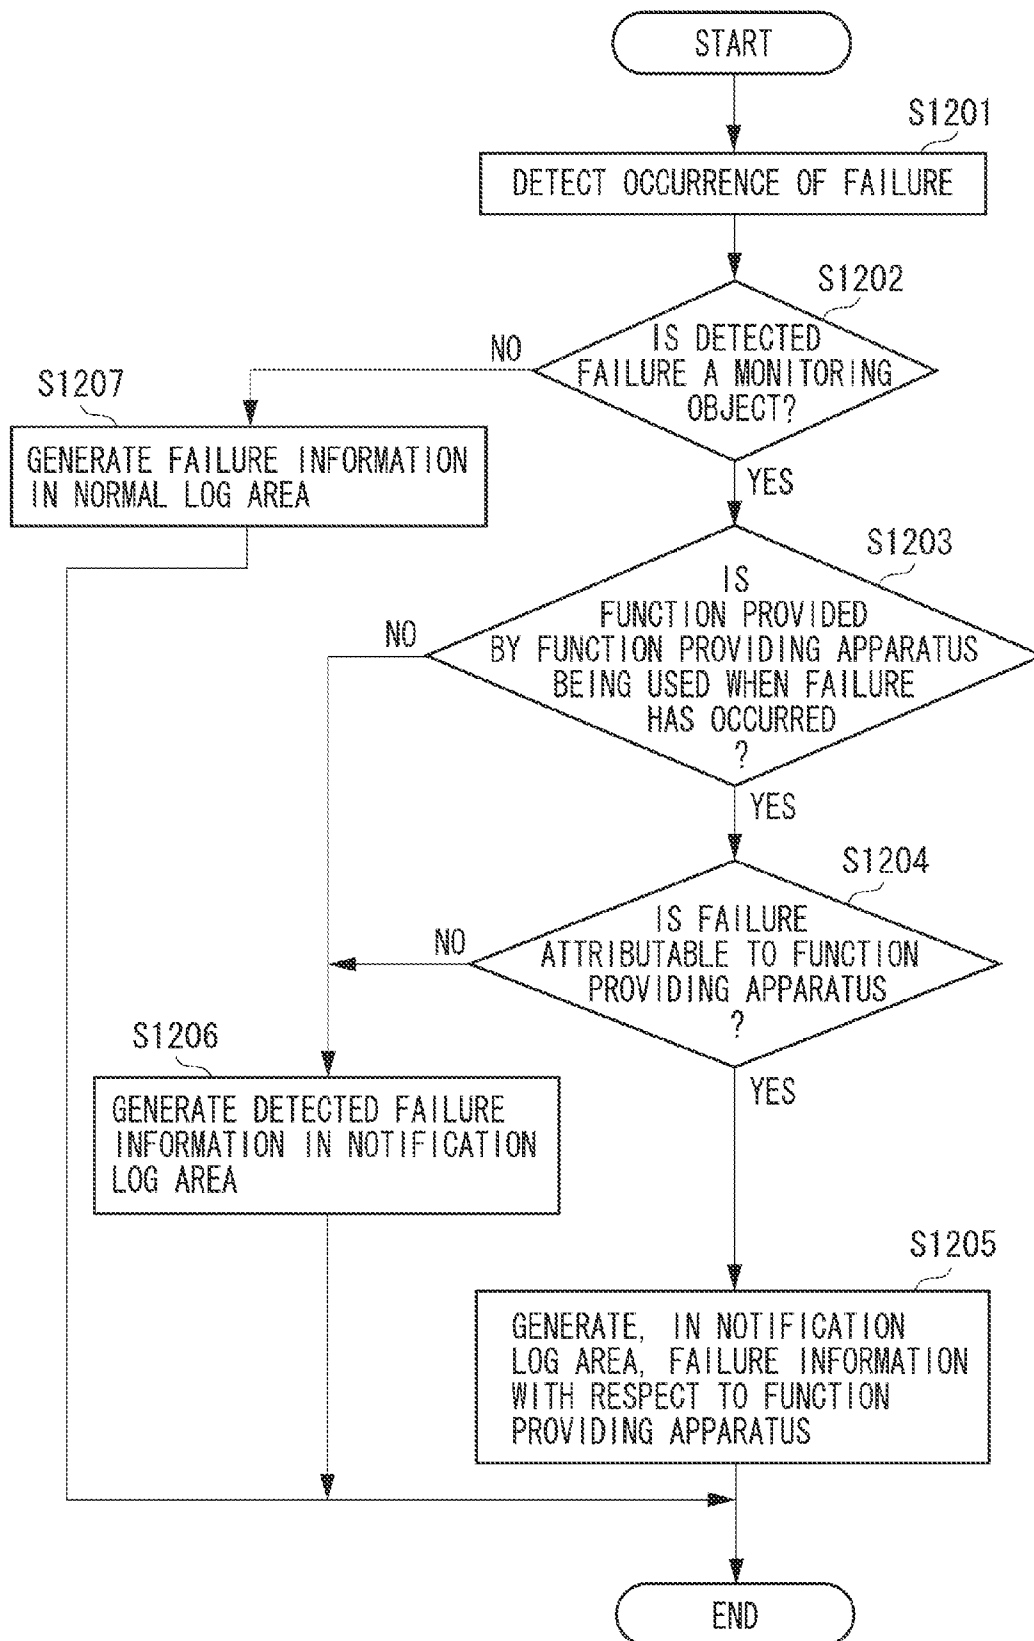 START
S1201
DETECT OCCURRENCE OF FAILURE
S1202
IS DETECTED
FAILURE A MONITORING
OBJECT?
NO
YES
S1207
GENERATE FAILURE INFORMATION
IN NORMAL LOG AREA
S1203
IS
FUNCTION PROVIDED
BY FUNCTION PROVIDING APPARATUS
BEING USED WHEN FAILURE
HAS OCCURRED
?
NO
YES
S1204
IS FAILURE
ATTRIBUTABLE TO FUNCTION
PROVIDING APPARATUS
?
NO
YES
S1206
GENERATE DETECTED FAILURE
INFORMATION IN NOTIFICATION
LOG AREA
S1205
GENERATE, IN NOTIFICATION
LOG AREA, FAILURE INFORMATION
WITH RESPECT TO FUNCTION
PROVIDING APPARATUS
END